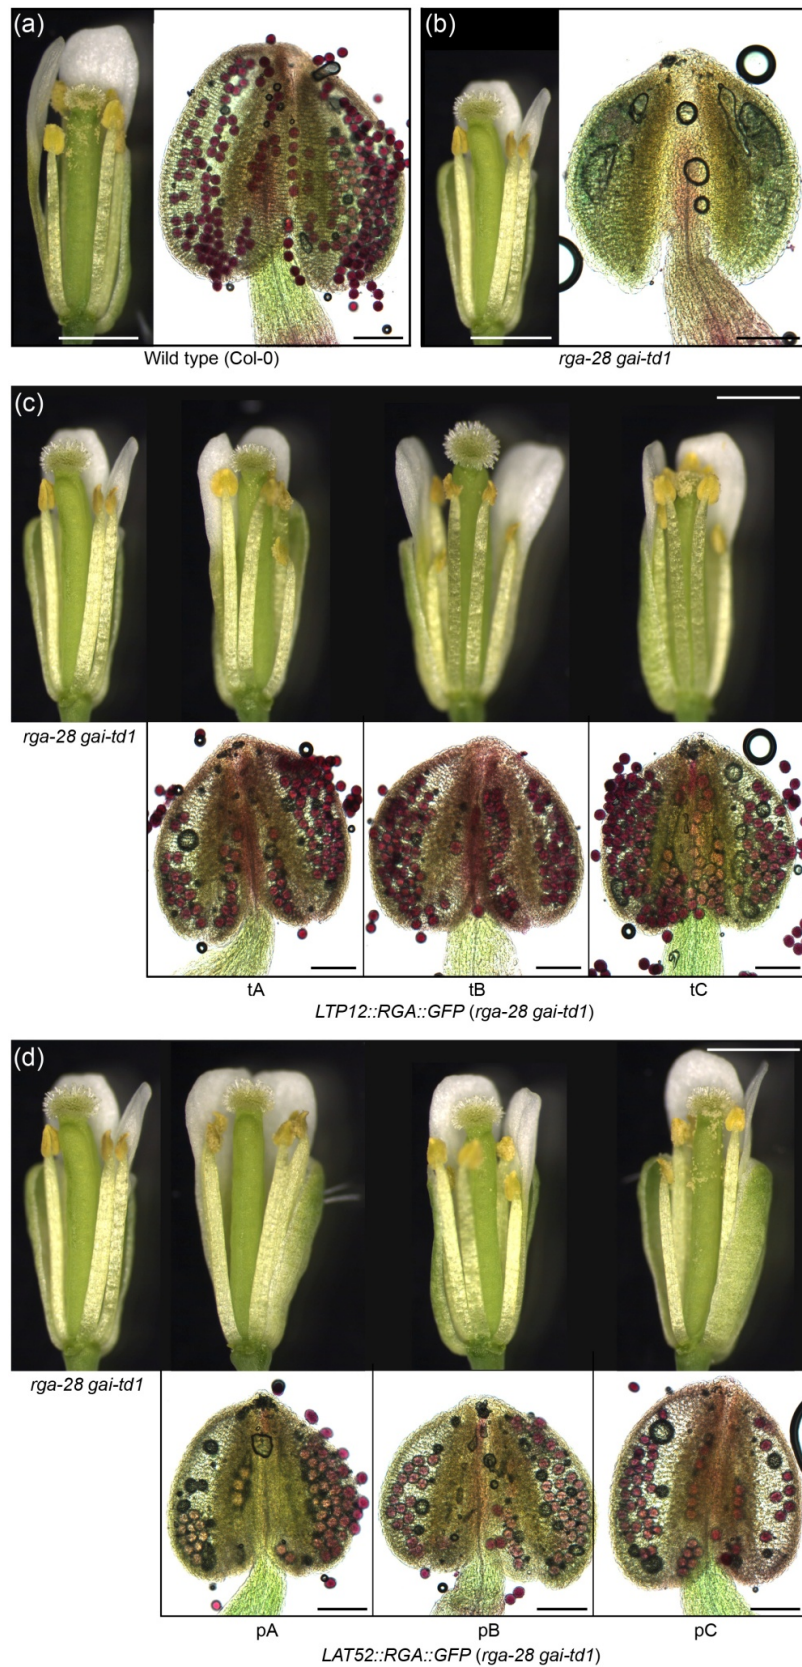 (a)
(b)
Wild type (Col-0)
rga-28 gai-td1
(c)
rga-28 gai-td1
tA
tB
tC
LTP12::RGA::GFP (rga-28 gai-td1)
(d)
rga-28 gai-td1
pA
pB
pC
LAT52::RGA::GFP (rga-28 gai-td1)